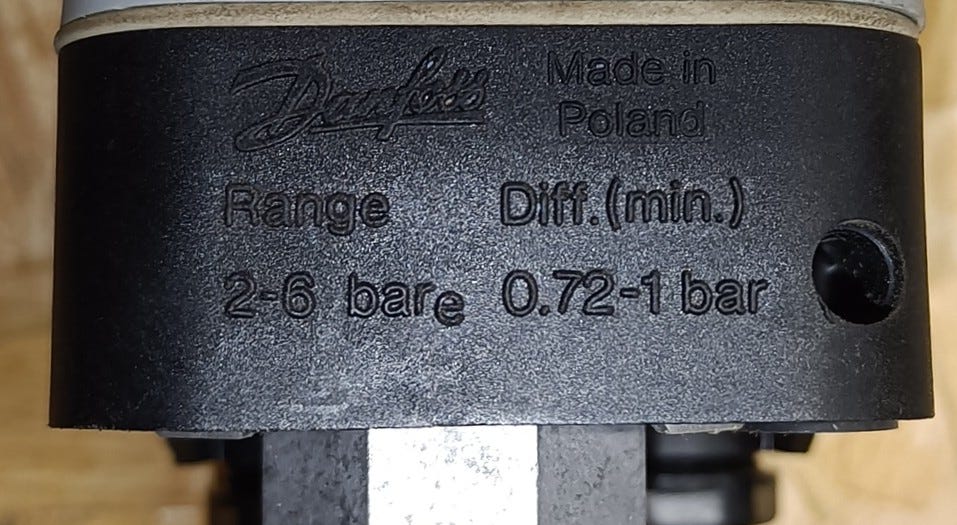 Danfoss
Made in
Poland
Range Diff.(min.)
2-6 bare 0.72-1 bar